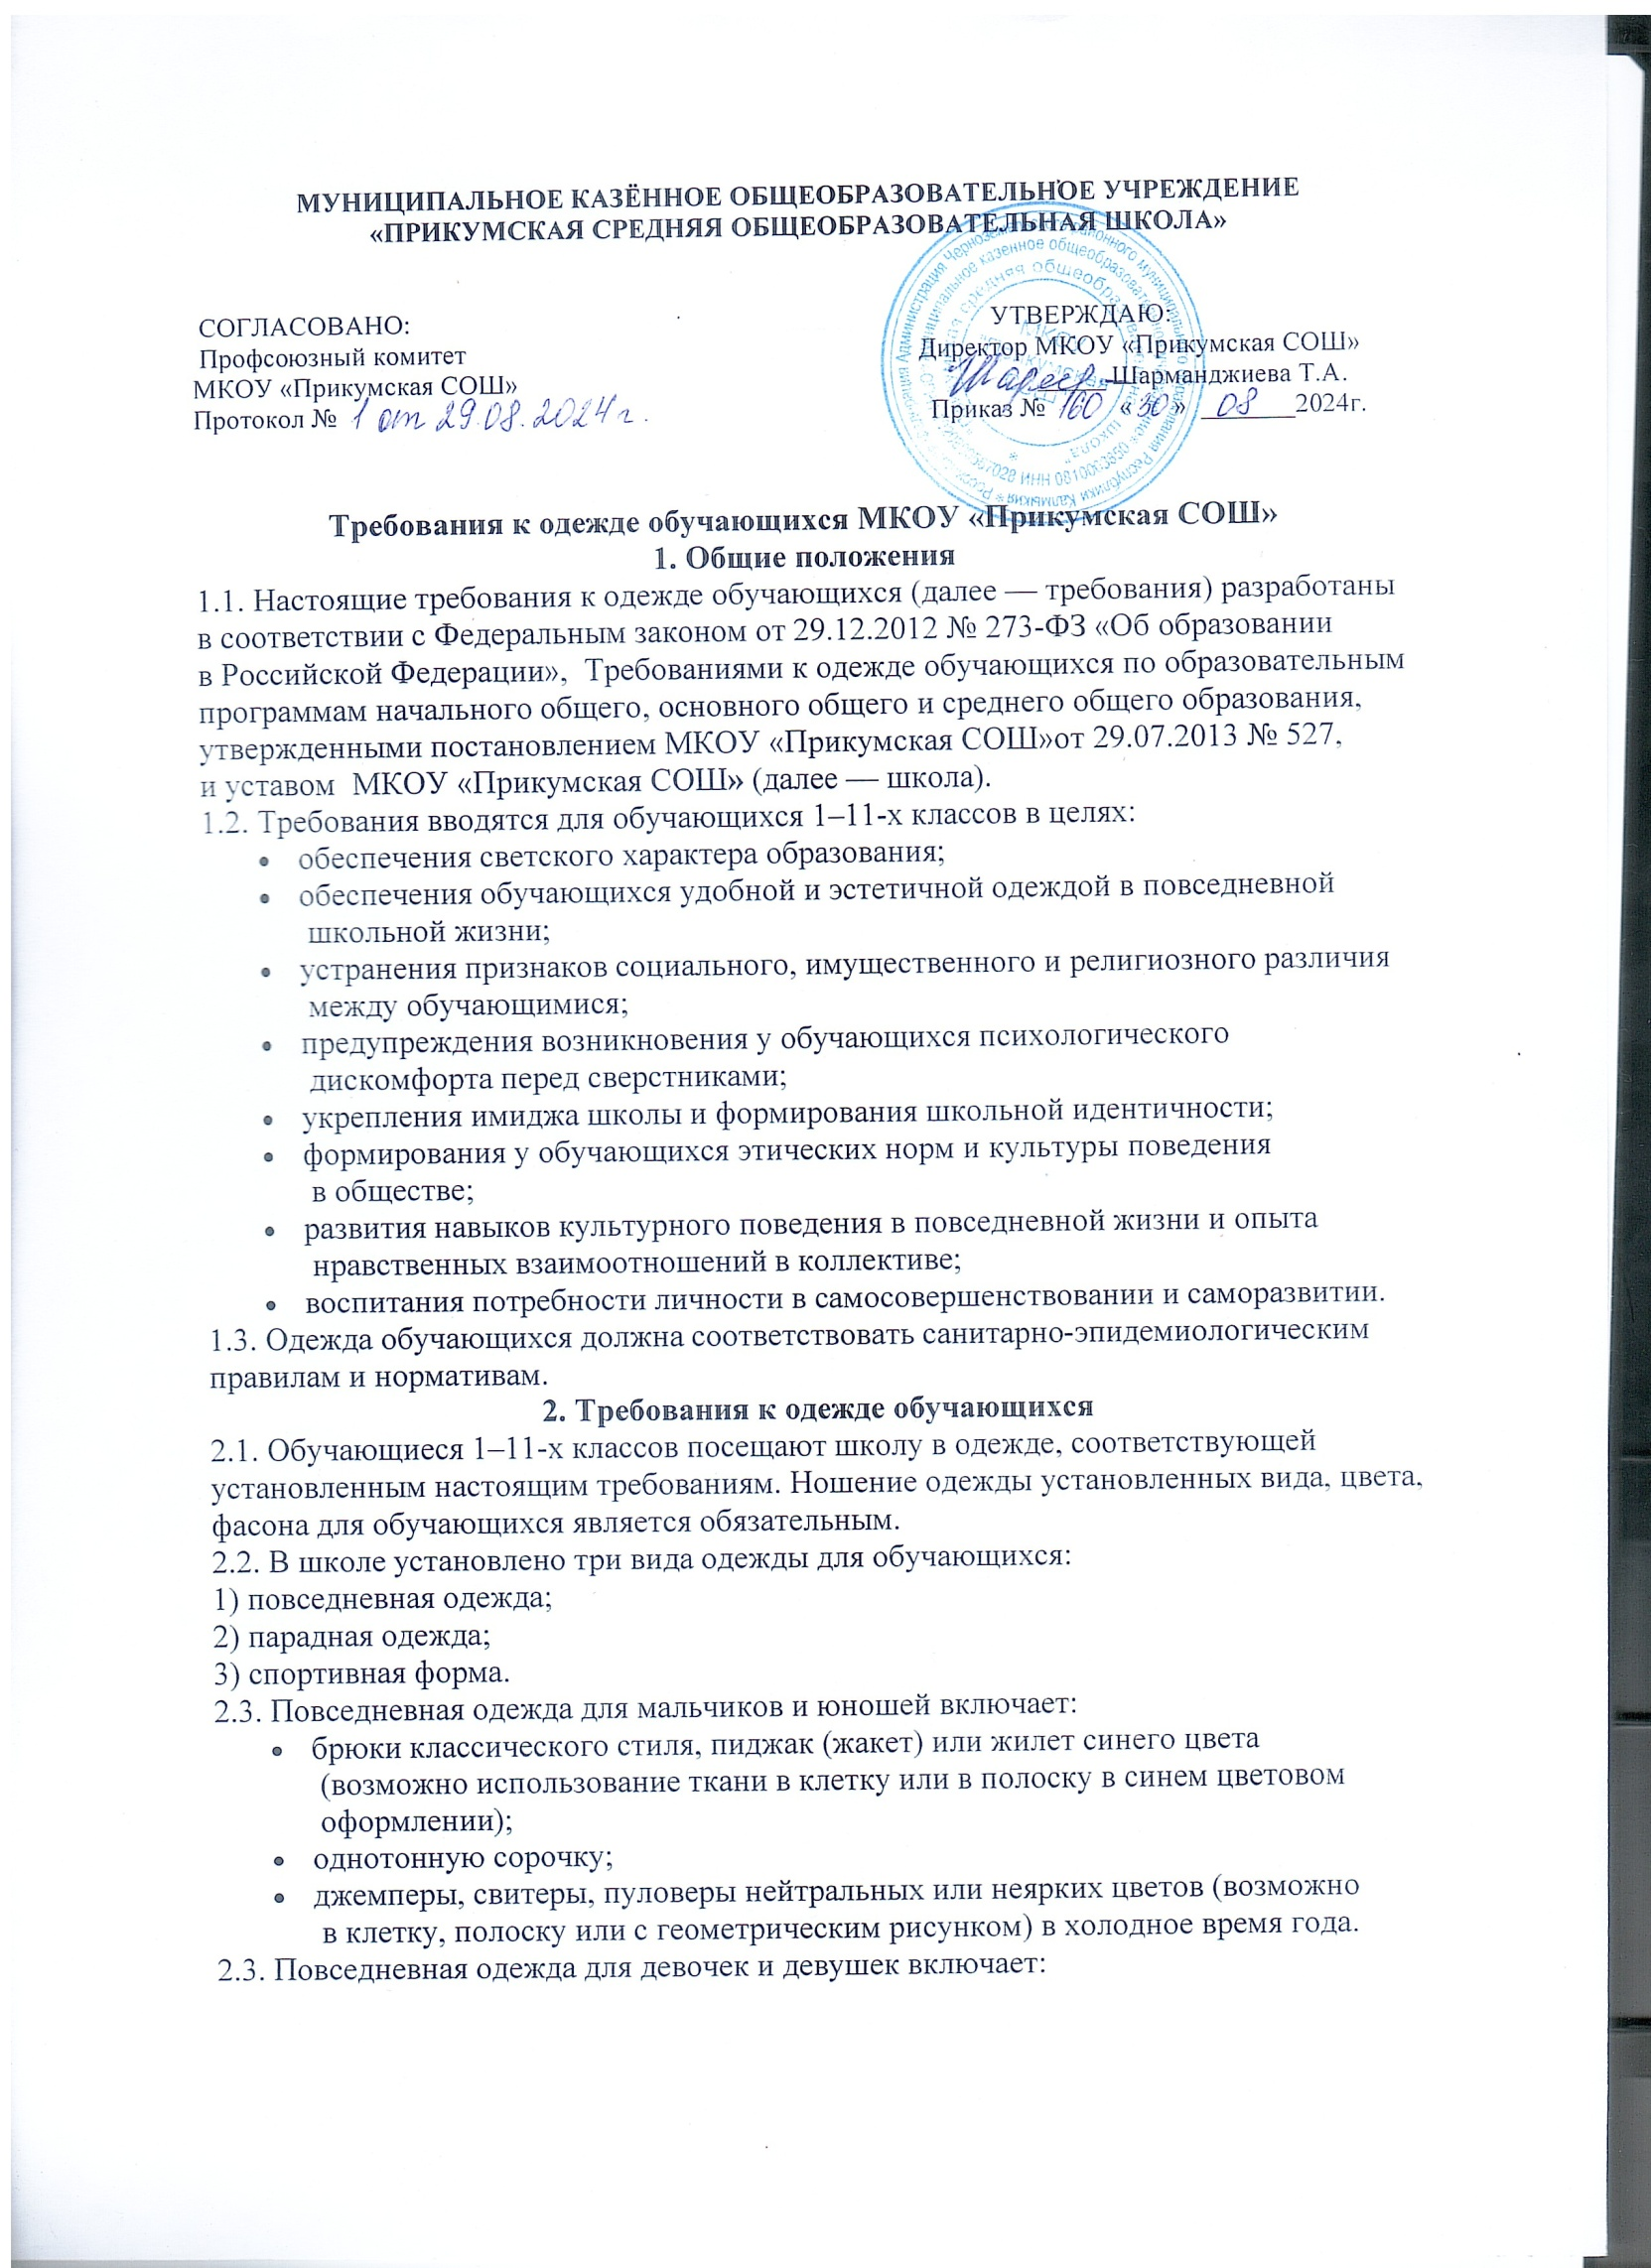 МУНИЦИПАЛЬНОЕ КАЗЁННОЕ ОБЩЕОБРАЗОВАТЕЛЬНОЕ УЧРЕЖДЕНИЕ
«ПРИКУМСКАЯ СРЕДНЯЯ ОБЩЕОБРАЗОВАТЕЛЬНАЯ ШКОЛА»
СОГЛАСОВАНО:
Профсоюзный комитет
МКОУ «Прикумская СОШ»
Протокол № 1 от 29.08.2024 г.
УТВЕРЖДАЮ:
Директор МКОУ «Прикумская СОШ»
Шарманджиева Т.А.
Приказ № 160 «30» 08 2024г.
Требования к одежде обучающихся МКОУ «Прикумская СОШ»
1. Общие положения
1.1. Настоящие требования к одежде обучающихся (далее — требования) разработаны
в соответствии с Федеральным законом от 29.12.2012 № 273-ФЗ «Об образовании
в Российской Федерации», Требованиями к одежде обучающихся по образовательным
программам начального общего, основного общего и среднего общего образования,
утвержденными постановлением МКОУ «Прикумская СОШ»от 29.07.2013 № 527,
и уставом МКОУ «Прикумская СОШ» (далее — школа).
1.2. Требования вводятся для обучающихся 1–11-х классов в целях:
• обеспечения светского характера образования;
• обеспечения обучающихся удобной и эстетичной одеждой в повседневной
школьной жизни;
• устранения признаков социального, имущественного и религиозного различия
между обучающимися;
• предупреждения возникновения у обучающихся психологического
дискомфорта перед сверстниками;
• укрепления имиджа школы и формирования школьной идентичности;
• формирования у обучающихся этических норм и культуры поведения
в обществе;
• развития навыков культурного поведения в повседневной жизни и опыта
нравственных взаимоотношений в коллективе;
• воспитания потребности личности в самосовершенствовании и саморазвитии.
1.3. Одежда обучающихся должна соответствовать санитарно-эпидемиологическим
правилам и нормативам.
2. Требования к одежде обучающихся
2.1. Обучающиеся 1–11-х классов посещают школу в одежде, соответствующей
установленным настоящим требованиям. Ношение одежды установленных вида, цвета,
фасона для обучающихся является обязательным.
2.2. В школе установлено три вида одежды для обучающихся:
1) повседневная одежда;
2) парадная одежда;
3) спортивная форма.
2.3. Повседневная одежда для мальчиков и юношей включает:
• брюки классического стиля, пиджак (жакет) или жилет синего цвета
(возможно использование ткани в клетку или в полоску в синем цветовом
оформлении);
• однотонную сорочку;
• джемперы, свитеры, пуловеры нейтральных или неярких цветов (возможно
в клетку, полоску или с геометрическим рисунком) в холодное время года.
2.3. Повседневная одежда для девочек и девушек включает: